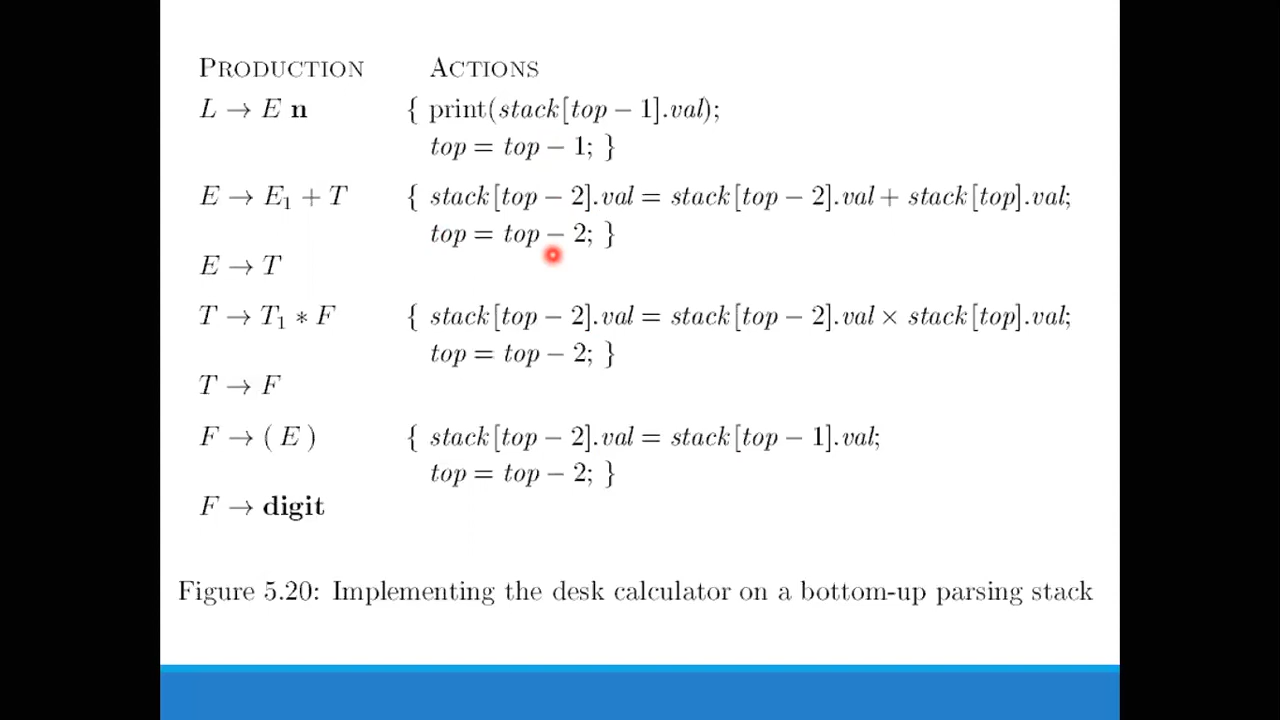 PRODUCTION ACTIONS
L → E n { print(stack[top − 1].val);
top = top − 1; }
E → E₁ + T { stack[top − 2].val = stack[top − 2].val + stack[top].val;
top = top − 2; }
E → T
T → T₁ ∗ F { stack[top − 2].val = stack[top − 2].val × stack[top].val;
top = top − 2; }
T → F
F → ( E ) { stack[top − 2].val = stack[top − 1].val;
top = top − 2; }
F → digit
Figure 5.20: Implementing the desk calculator on a bottom-up parsing stack